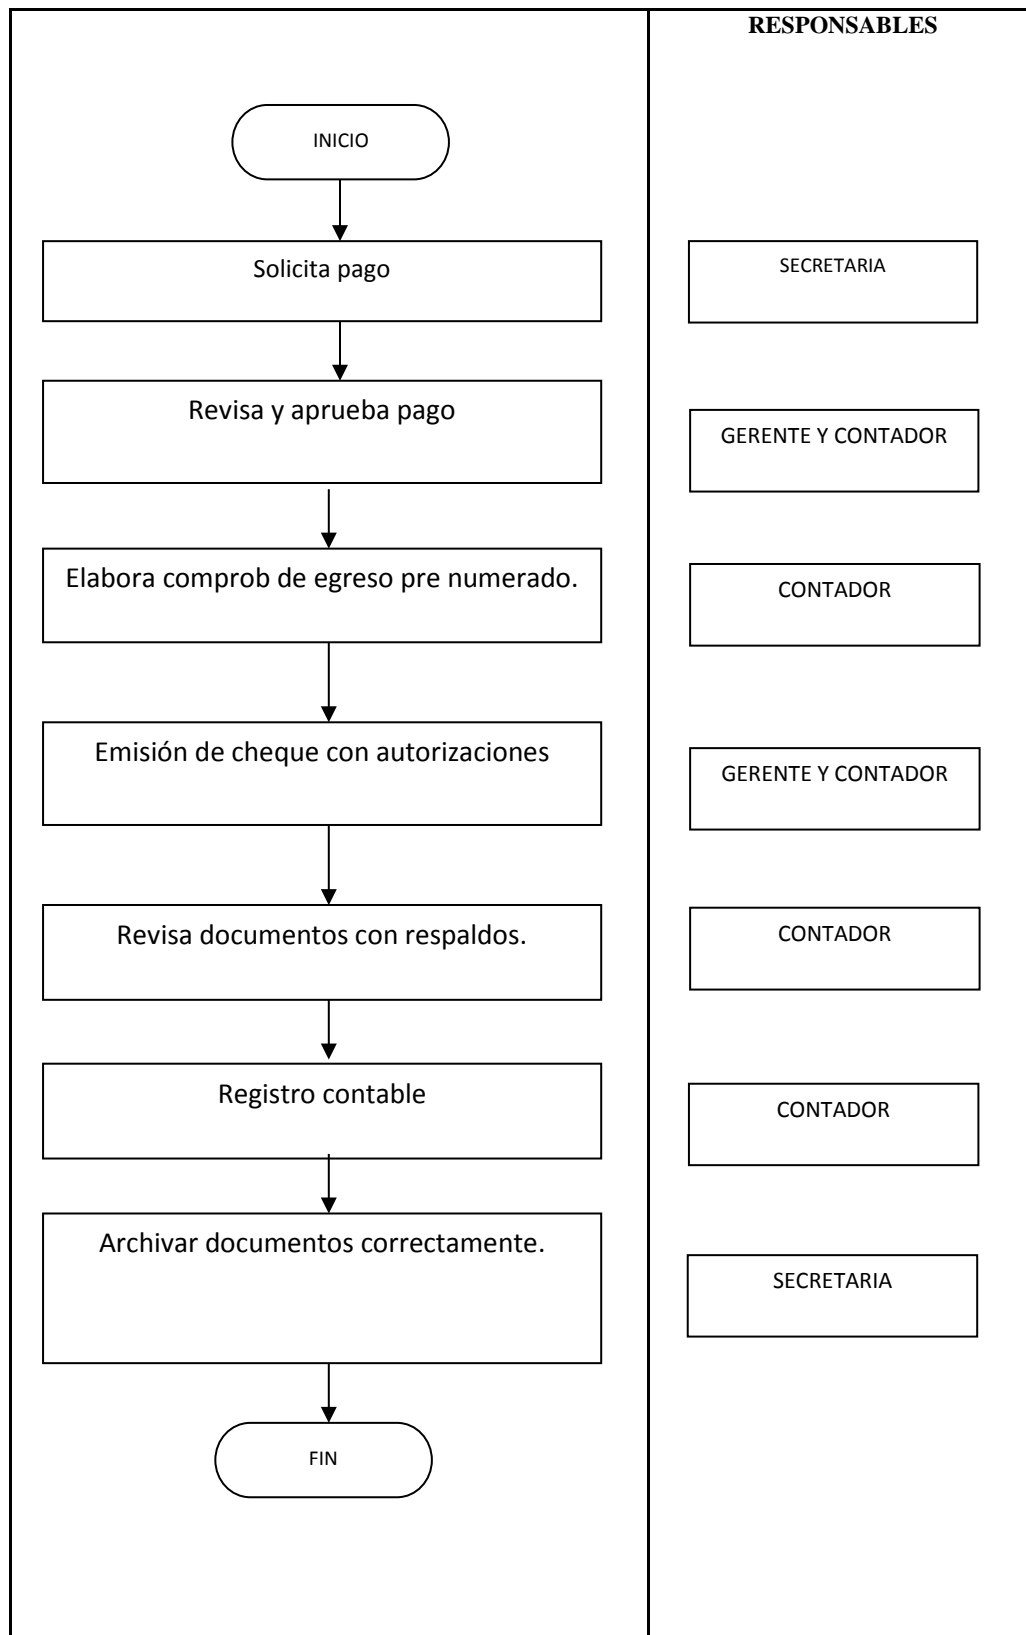 RESPONSABLES
INICIO
Solicita pago
SECRETARIA
Revisa y aprueba pago
GERENTE Y CONTADOR
Elabora comprob de egreso pre numerado.
CONTADOR
Emisión de cheque con autorizaciones
GERENTE Y CONTADOR
Revisa documentos con respaldos.
CONTADOR
Registro contable
CONTADOR
Archivar documentos correctamente.
SECRETARIA
FIN